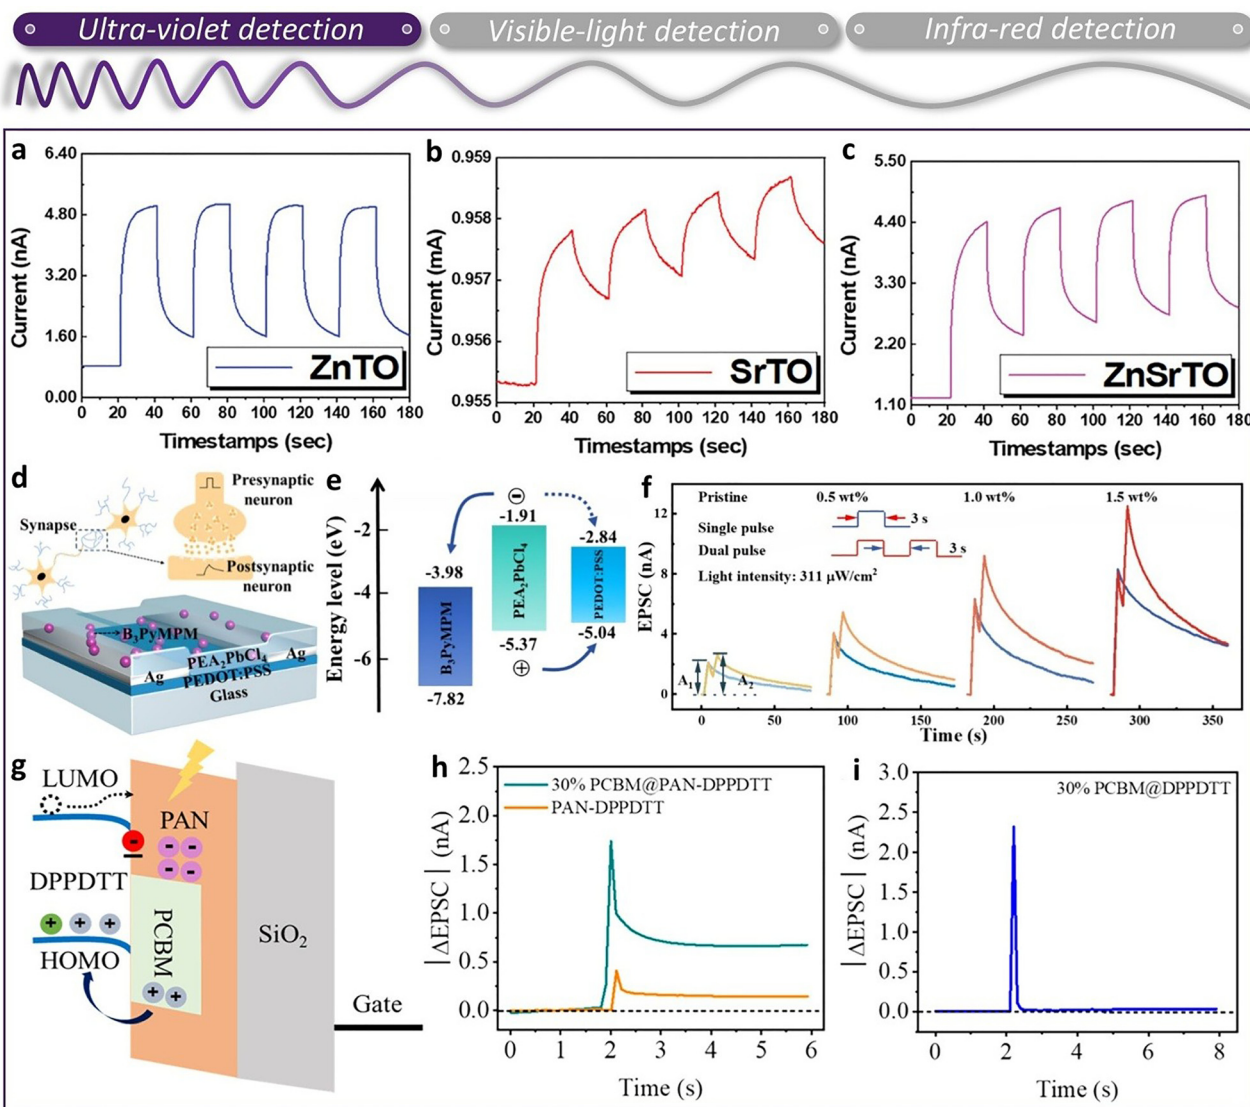 Ultra-violet detection
Visible-light detection
Infra-red detection
a
6.40
4.80
3.20
1.60
0.00
Current (nA)
ZnTO
0 20 40 60 80 100 120 140 160 180
Timestamps (sec)
b
0.959
0.958
0.957
0.956
0.955
Current (mA)
SrTO
0 20 40 60 80 100 120 140 160 180
Timestamps (sec)
c
5.50
4.40
3.30
2.20
1.10
Current (nA)
ZnSrTO
0 20 40 60 80 100 120 140 160 180
Timestamps (sec)
d
Presynaptic
neuron
Synapse
Postsynaptic
neuron
B3PyMPM
PEA2PbCl4
Ag
Ag
PEDOT:PSS
Glass
e
Energy level (eV)
-2
-4
-6
-
-1.91
-2.84
-3.98
B3PyMPM
PEA2PbCl4
PEDOT:PSS
-5.37
-5.04
+
-7.82
f
Pristine
0.5 wt%
1.0 wt%
1.5 wt%
Single pulse
3 s
Dual pulse
3 s
Light intensity: 311 μW/cm2
12
8
4
0
EPSC (nA)
A1
A2
0 50 100 150 200 250 300 350
Time (s)
g
LUMO
PAN
-
- -
- -
DPPDTT
+ + +
HOMO
PCBM
+ +
SiO2
Gate
h
2.5
2.0
1.5
1.0
0.5
0.0
|ΔEPSC| (nA)
30% PCBM@PAN-DPPDTT
PAN-DPPDTT
0 1 2 3 4 5 6
Time (s)
i
3.0
2.5
2.0
1.5
1.0
0.5
0.0
|ΔEPSC| (nA)
30% PCBM@DPPDTT
0 2 4 6 8
Time (s)